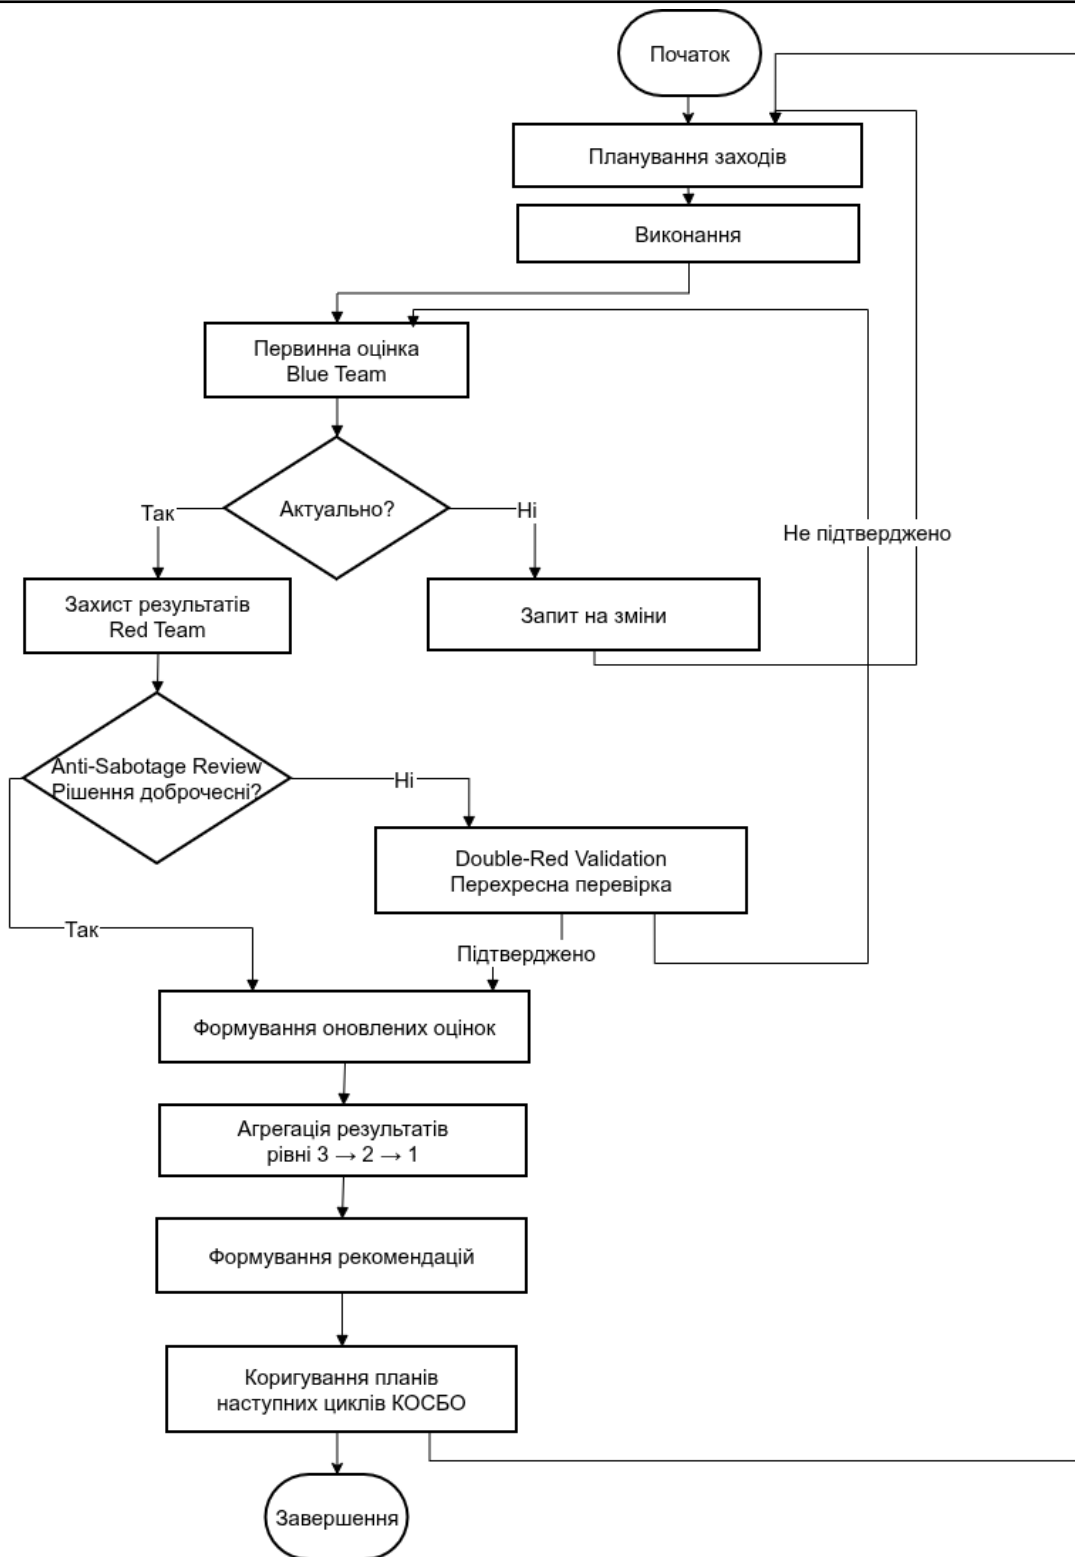 Початок
Планування заходів
Виконання
Первинна оцінка
Blue Team
Актуально?
Так
Ні
Не підтверджено
Захист результатів
Red Team
Запит на зміни
Anti-Sabotage Review
Рішення доброчесні?
Ні
Double-Red Validation
Перехресна перевірка
Так
Підтверджено
Формування оновлених оцінок
Агрегація результатів
рівні 3 → 2 → 1
Формування рекомендацій
Коригування планів
наступних циклів КОСБО
Завершення